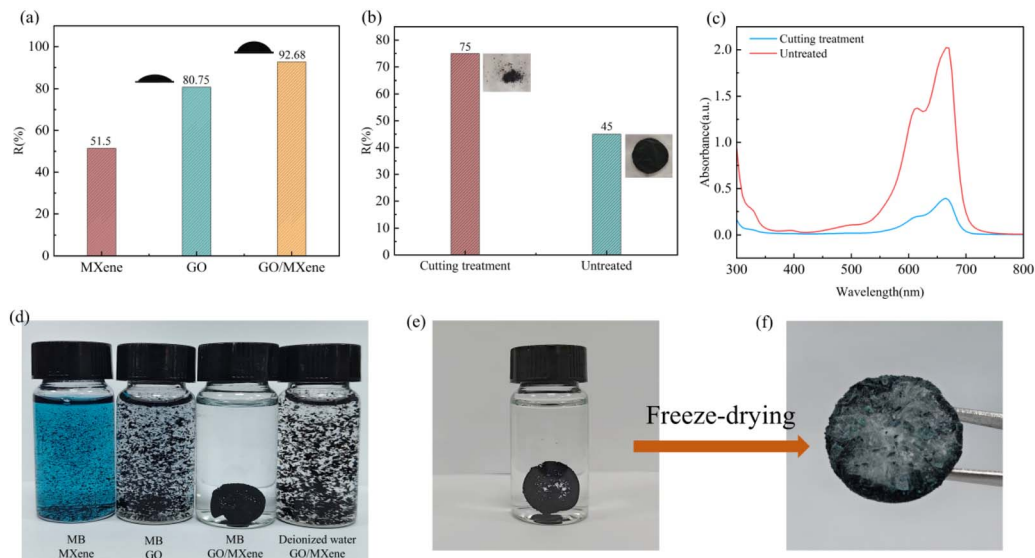 (a)
R(%)
100
80
60
40
20
0
51.5
80.75
92.68
MXene
GO
GO/MXene
(b)
R(%)
80
70
60
50
40
30
20
10
0
75
45
Cutting treatment
Untreated
(c)
Cutting treatment
Untreated
Absorbance(a.u.)
2.0
1.5
1.0
0.5
0.0
300
400
500
600
700
800
Wavelength(nm)
(d)
MB
MXene
MB
GO
MB
GO/MXene
Deionized water
GO/MXene
(e)
Freeze-drying
(f)